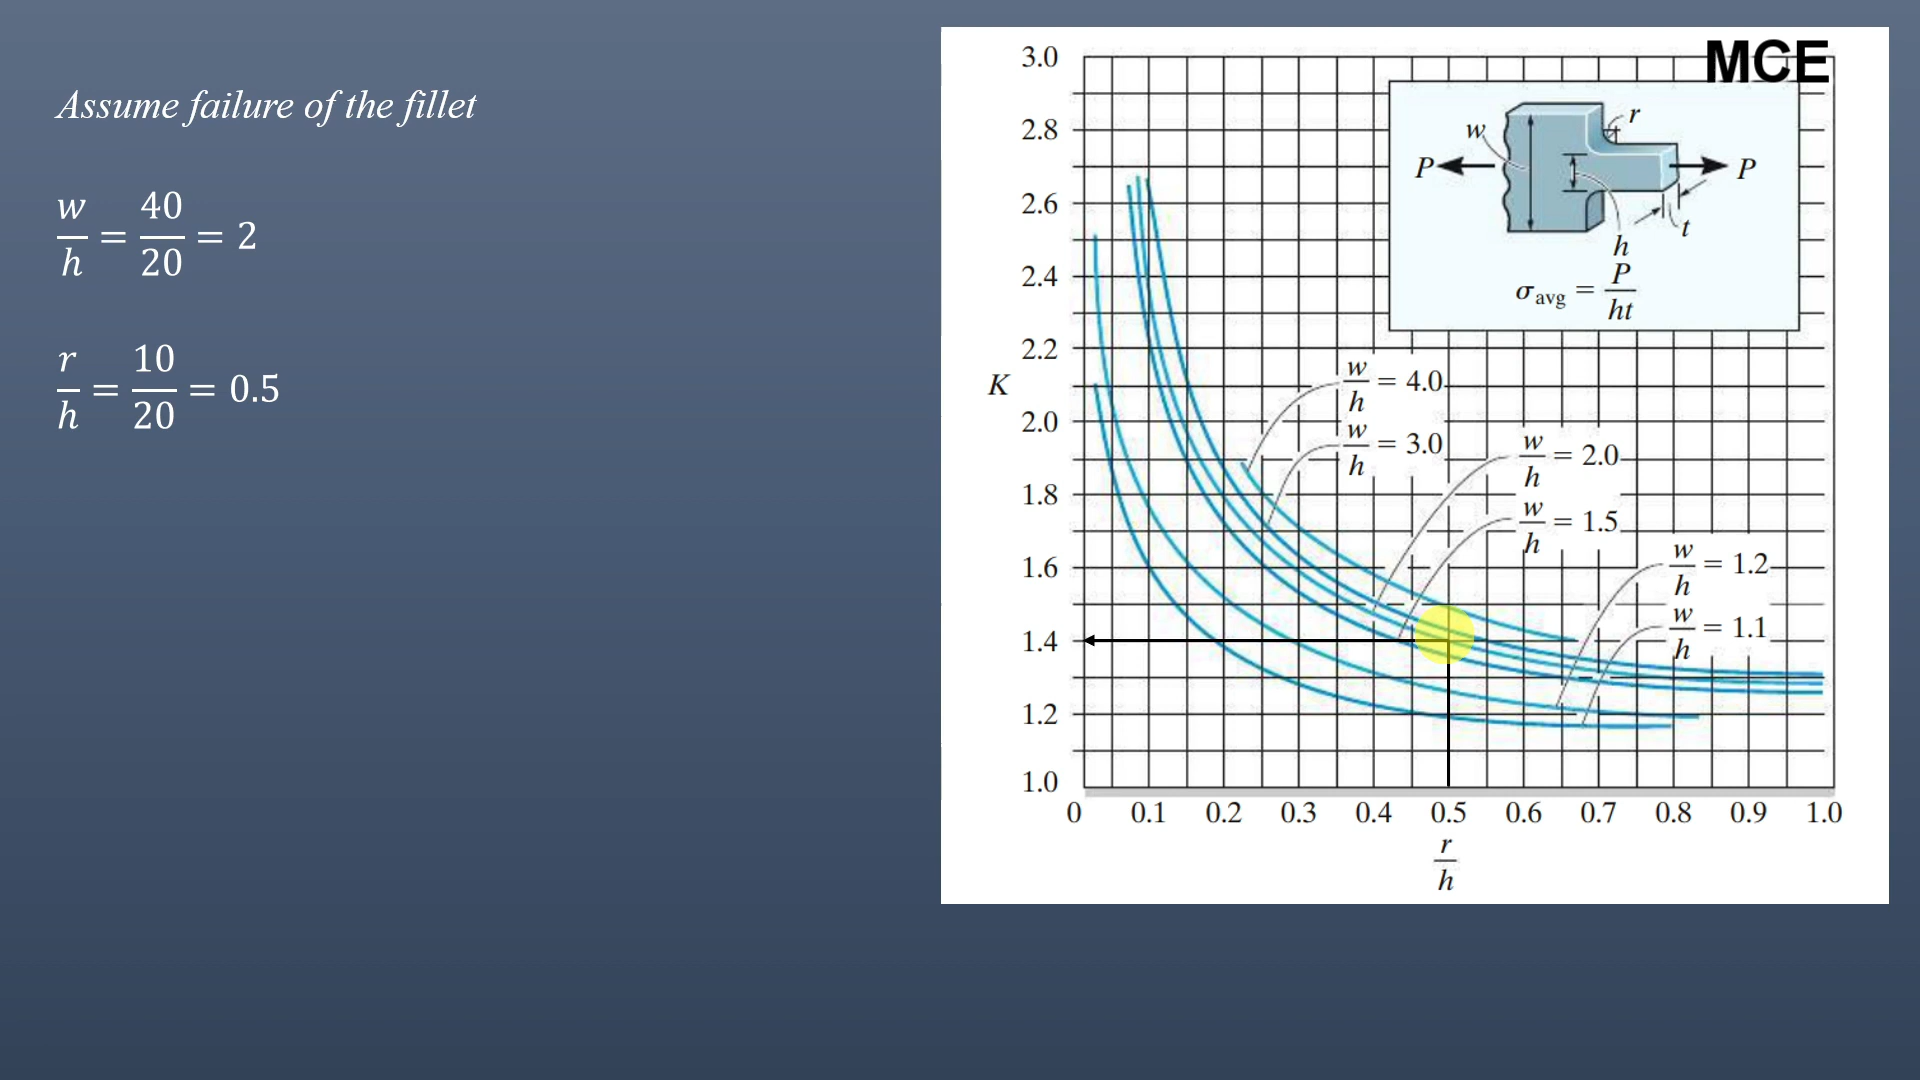 Assume failure of the fillet
w/h = 40/20 = 2
r/h = 10/20 = 0.5
MCE
3.0
2.8
2.6
2.4
2.2
2.0
1.8
1.6
1.4
1.2
1.0
K
w
r
P
P
h
t
σavg = P/ht
w/h = 4.0
w/h = 3.0
w/h = 2.0
w/h = 1.5
w/h = 1.2
w/h = 1.1
0 0.1 0.2 0.3 0.4 0.5 0.6 0.7 0.8 0.9 1.0
r/h